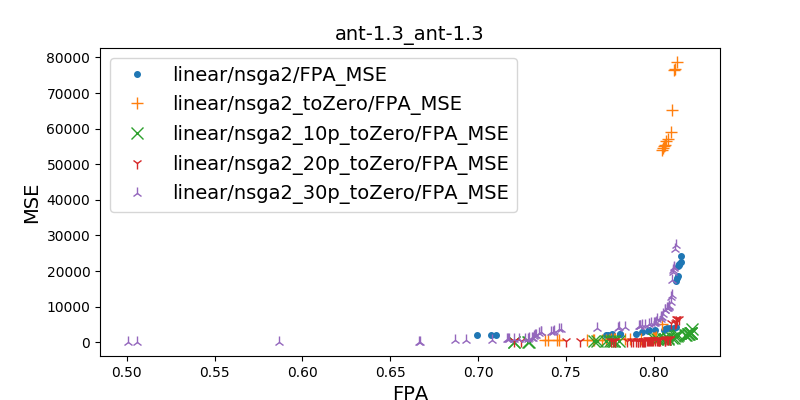 ant-1.3_ant-1.3
80000
70000
60000
50000
40000
30000
20000
10000
0
MSE
linear/nsga2/FPA_MSE
linear/nsga2_toZero/FPA_MSE
linear/nsga2_10p_toZero/FPA_MSE
linear/nsga2_20p_toZero/FPA_MSE
linear/nsga2_30p_toZero/FPA_MSE
0.50 0.55 0.60 0.65 0.70 0.75 0.80
FPA